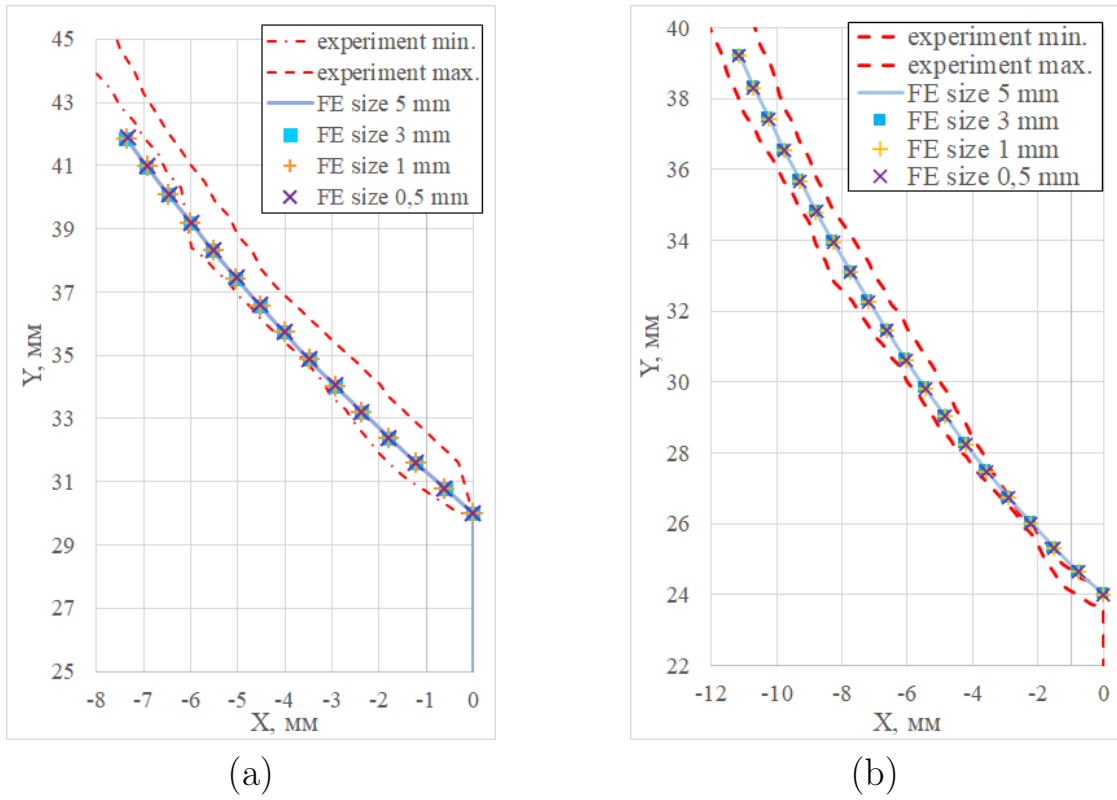 45
43
41
39
37
35
33
31
29
27
25
Y, мм
-8 -7 -6 -5 -4 -3 -2 -1 0
X, мм
experiment min.
experiment max.
FE size 5 mm
FE size 3 mm
FE size 1 mm
FE size 0,5 mm
(a)
40
38
36
34
32
30
28
26
24
22
Y, мм
-12 -10 -8 -6 -4 -2 0
X, мм
experiment min.
experiment max.
FE size 5 mm
FE size 3 mm
FE size 1 mm
FE size 0,5 mm
(b)